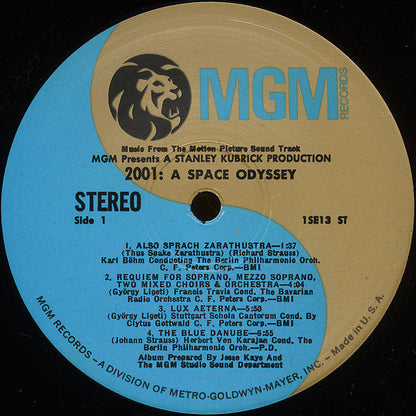 MGM
RECORDS
Music From The Motion Picture Sound Track
MGM Presents A STANLEY KUBRICK PRODUCTION
2001: A SPACE ODYSSEY
STEREO
Side 1
1SE13 ST
1. ALSO SPRACH ZARATHUSTRA—1:37
(Thus Spake Zarathustra) (Richard Strauss)
Karl Böhm Conducting The Berlin Philharmonic Orch.
C. F. Peters Corp.—BMI
2. REQUIEM FOR SOPRANO, MEZZO SOPRANO,
TWO MIXED CHOIRS & ORCHESTRA—4:04
(György Ligeti) Francis Travis Cond. The Bavarian
Radio Orchestra C. F. Peters Corp—BMI
3. LUX AETERNA—5:50
(György Ligeti) Stuttgart Schola Cantorum Cond. By
Clytus Gottwald C. F. Peters Corp.—BMI
4. THE BLUE DANUBE—6:55
(Johann Strauss) Herbert Von Karajan Cond. The
Berlin Philharmonic Orch.—P.D.
Album Prepared By Jesse Kaye And
The MGM Studio Sound Department
MGM RECORDS – A DIVISION OF METRO-GOLDWYN-MAYER, INC. – Made in U.S.A.